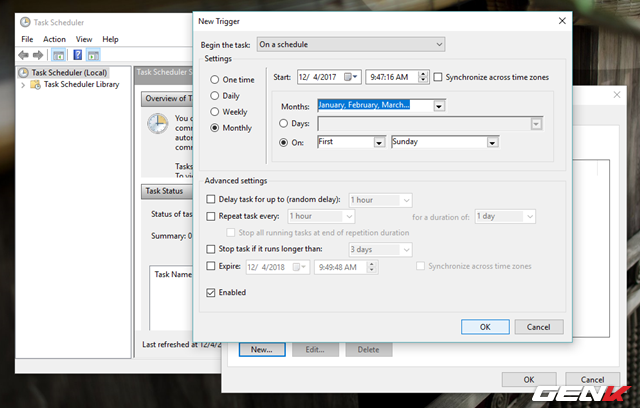 Task Scheduler
File Action View Help
Task Scheduler (Local)
Task Scheduler Library
Task Scheduler S
Overview of T
You c
comm
autor
comm
Tasks
To vie
Task Status
Status of tas
Summary: 0
Task Name
Last refreshed at 12/4/2
New Trigger
Begin the task: On a schedule
Settings
One time
Daily
Weekly
Monthly
Start: 12/ 4/2017 9:47:16 AM Synchronize across time zones
Months: January, February, March...
Days:
On: First Sunday
Advanced settings
Delay task for up to (random delay): 1 hour
Repeat task every: 1 hour for a duration of: 1 day
Stop all running tasks at end of repetition duration
Stop task if it runs longer than: 3 days
Expire: 12/ 4/2018 9:49:48 AM Synchronize across time zones
Enabled
OK Cancel
New... Edit... Delete
OK Cancel
GENK